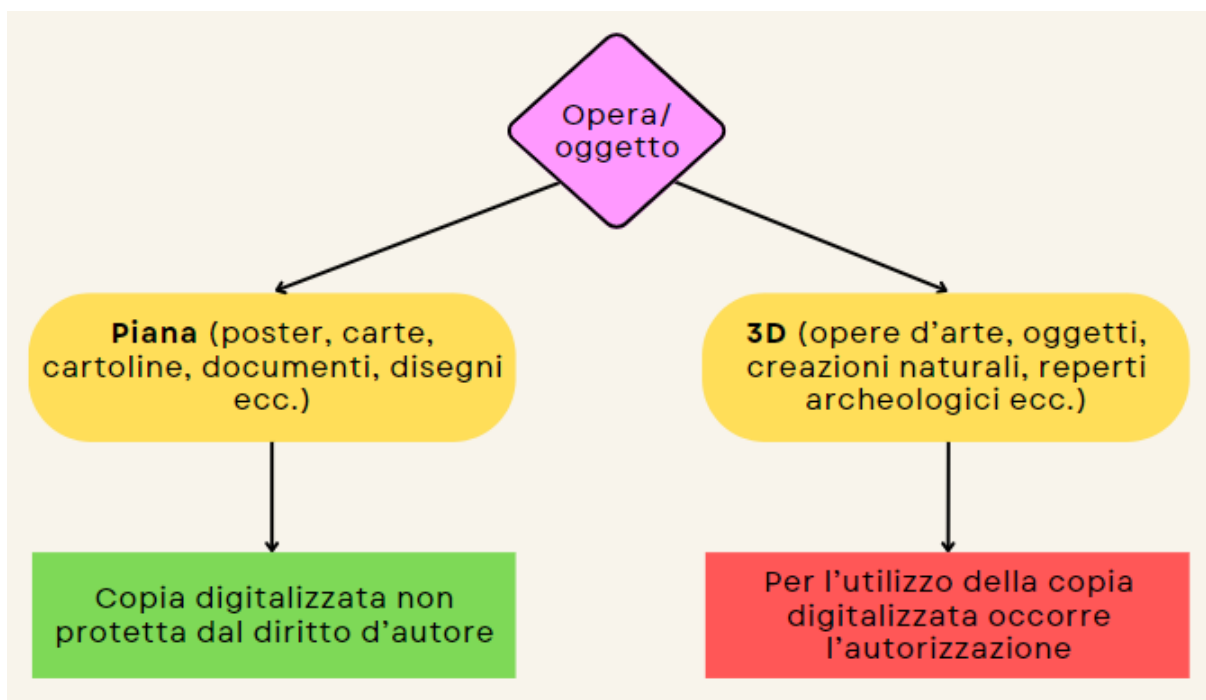 Opera/
oggetto
Piana (poster, carte,
cartoline, documenti, disegni
ecc.)
3D (opere d'arte, oggetti,
creazioni naturali, reperti
archeologici ecc.)
Copia digitalizzata non
protetta dal diritto d'autore
Per l'utilizzo della copia
digitalizzata occorre
l'autorizzazione